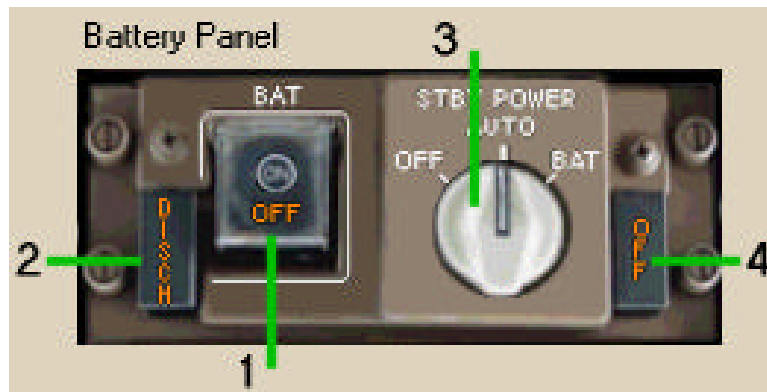 Battery Panel
3
BAT
STBY POWER
AUTO
OFF
BAT
ON
OFF
DISCH
OFF
2
4
1